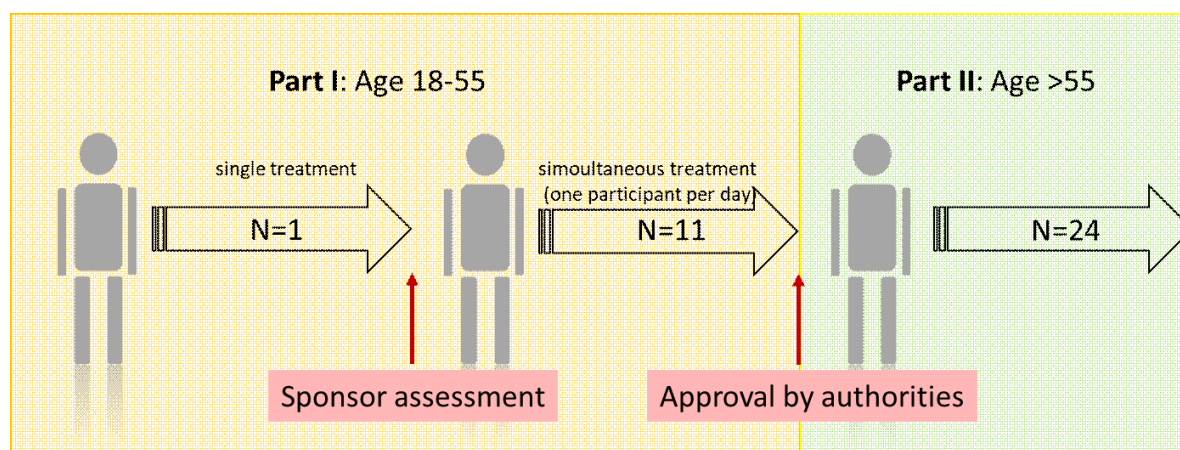 Part I: Age 18-55
Part II: Age >55
single treatment
simoultaneous treatment
(one participant per day)
N=1
N=11
N=24
Sponsor assessment
Approval by authorities